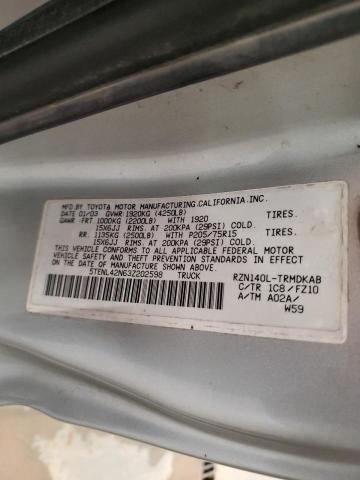 MFD. BY TOYOTA MOTOR MANUFACTURING,CALIFORNIA,INC.
DATE 01/03 GVWR:1920KG (4250LB)
GAWR -FRT.1000KG (2200LB) WITH 1920 TIRES.
15X6JJ RIMS. AT 200KPA (29PSI) COLD.
RR. 1135KG (2500LB) WITH P205/75R15 TIRES.
15X6JJ RIMS. AT 200KPA (29PSI) COLD.
THIS VEHICLE CONFORMS TO ALL APPLICABLE FEDERAL MOTOR
VEHICLE SAFETY AND THEFT PREVENTION STANDARDS IN
EFFECT ON THE DATE OF MANUFACTURE SHOWN ABOVE.
5TENL42N63Z202598 TRUCK
RZN140L-TRMDKAB
C/TR 1C8/FZ10
A/TM A02A/
W59